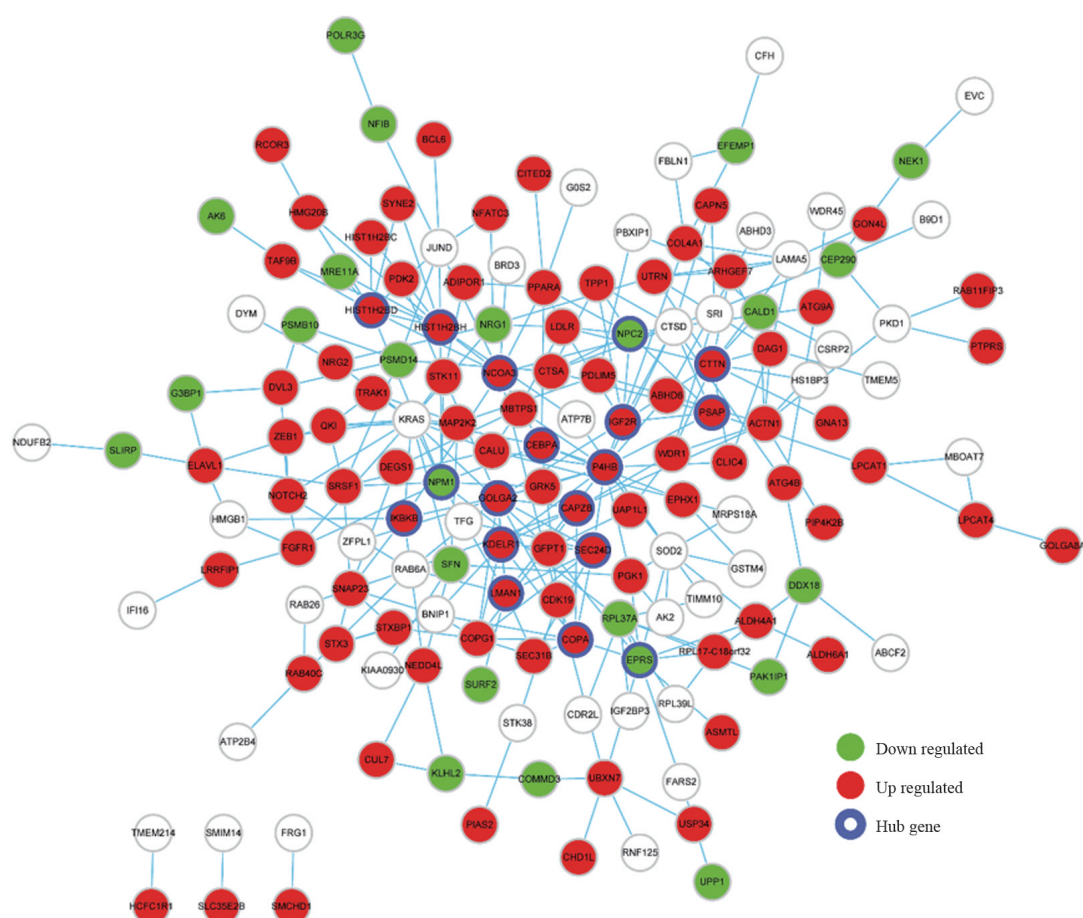 POLR3G
CFH
EVC
NFIB
BCL6
RCOR3
EFEMP1
FBLN1
NEK1
CITED2
G0S2
SYNE2
CAPN5
AK6
HMG20B
NFATC3
WDR45
B9D1
GON4L
HIST1H2BC
JUND
PBXIP1
COL4A1
ABHD3
TAF9B
MRE11A
PDK2
ADIPOR1
BRD3
PPARA
TPP1
UTRN
ARHGEF7
LAMA5
CEP290
RAB11FIP3
DYM
HIST1H2BD
HIST1H2BH
NRG1
LDLR
NPC2
CTSD
SRI
CALD1
ATG9A
PKD1
PSMB10
PTPRS
NRG2
PSMD14
STK11
NCOA3
CTSA
PDLIM5
CTTN
DAG1
CSRP2
G3BP1
DVL3
TRAK1
HS1BP3
TMEM5
ABHD6
KRAS
MAP2K2
MBTPS1
ATP7B
IGF2R
PSAP
ACTN1
GNA13
NDUFB2
SLIRP
ZEB1
QKI
CALU
CEBPA
WDR1
ELAVL1
DEGS1
P4HB
CLIC4
LPCAT1
MBOAT7
NOTCH2
SRSF1
NPM1
GOLGA2
GRK5
EPHX1
ATG4B
HMGB1
IKBKB
TFG
CAPZB
UAP1L1
MRPS18A
PIP4K2B
LPCAT4
FGFR1
ZFPL1
KDELR1
GFPT1
SEC24D
SOD2
GOLGA8A
LRRFIP1
SNAP23
RAB6A
SFN
PGK1
GSTM4
DDX18
IFI16
RAB26
BNIP1
LMAN1
CDK19
TIMM10
RPL37A
AK2
ALDH4A1
STX3
STXBP1
COPG1
COPA
RAB40C
KIAA0930
NEDD4L
SEC31B
EPRS
RPL17-C18orf32
ALDH6A1
ABCF2
SURF2
PAK1IP1
ATP2B4
STK38
CDR2L
IGF2BP3
RPL39L
ASMTL
CUL7
KLHL2
COMMD3
UBXN7
FARS2
Down regulated
Up regulated
Hub gene
TMEM214
SMIM14
FRG1
PIAS2
USP34
CHD1L
RNF125
UPP1
HCFC1R1
SLC35E2B
SMCHD1